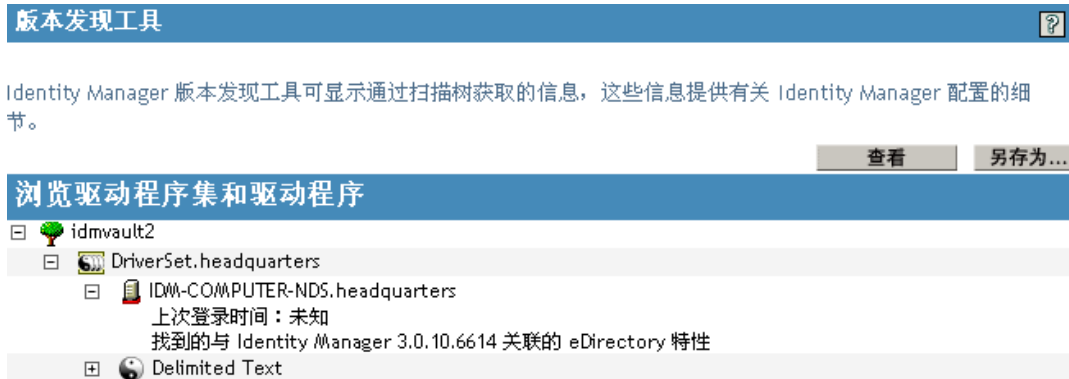 版本发现工具
?
Identity Manager 版本发现工具可显示通过扫描树获取的信息，这些信息提供有关 Identity Manager 配置的细
节。
查看 另存为...
浏览驱动程序集和驱动程序
idmvault2
DriverSet.headquarters
IDM-COMPUTER-NDS.headquarters
上次登录时间：未知
找到的与 Identity Manager 3.0.10.6614 关联的 eDirectory 特性
Delimited Text